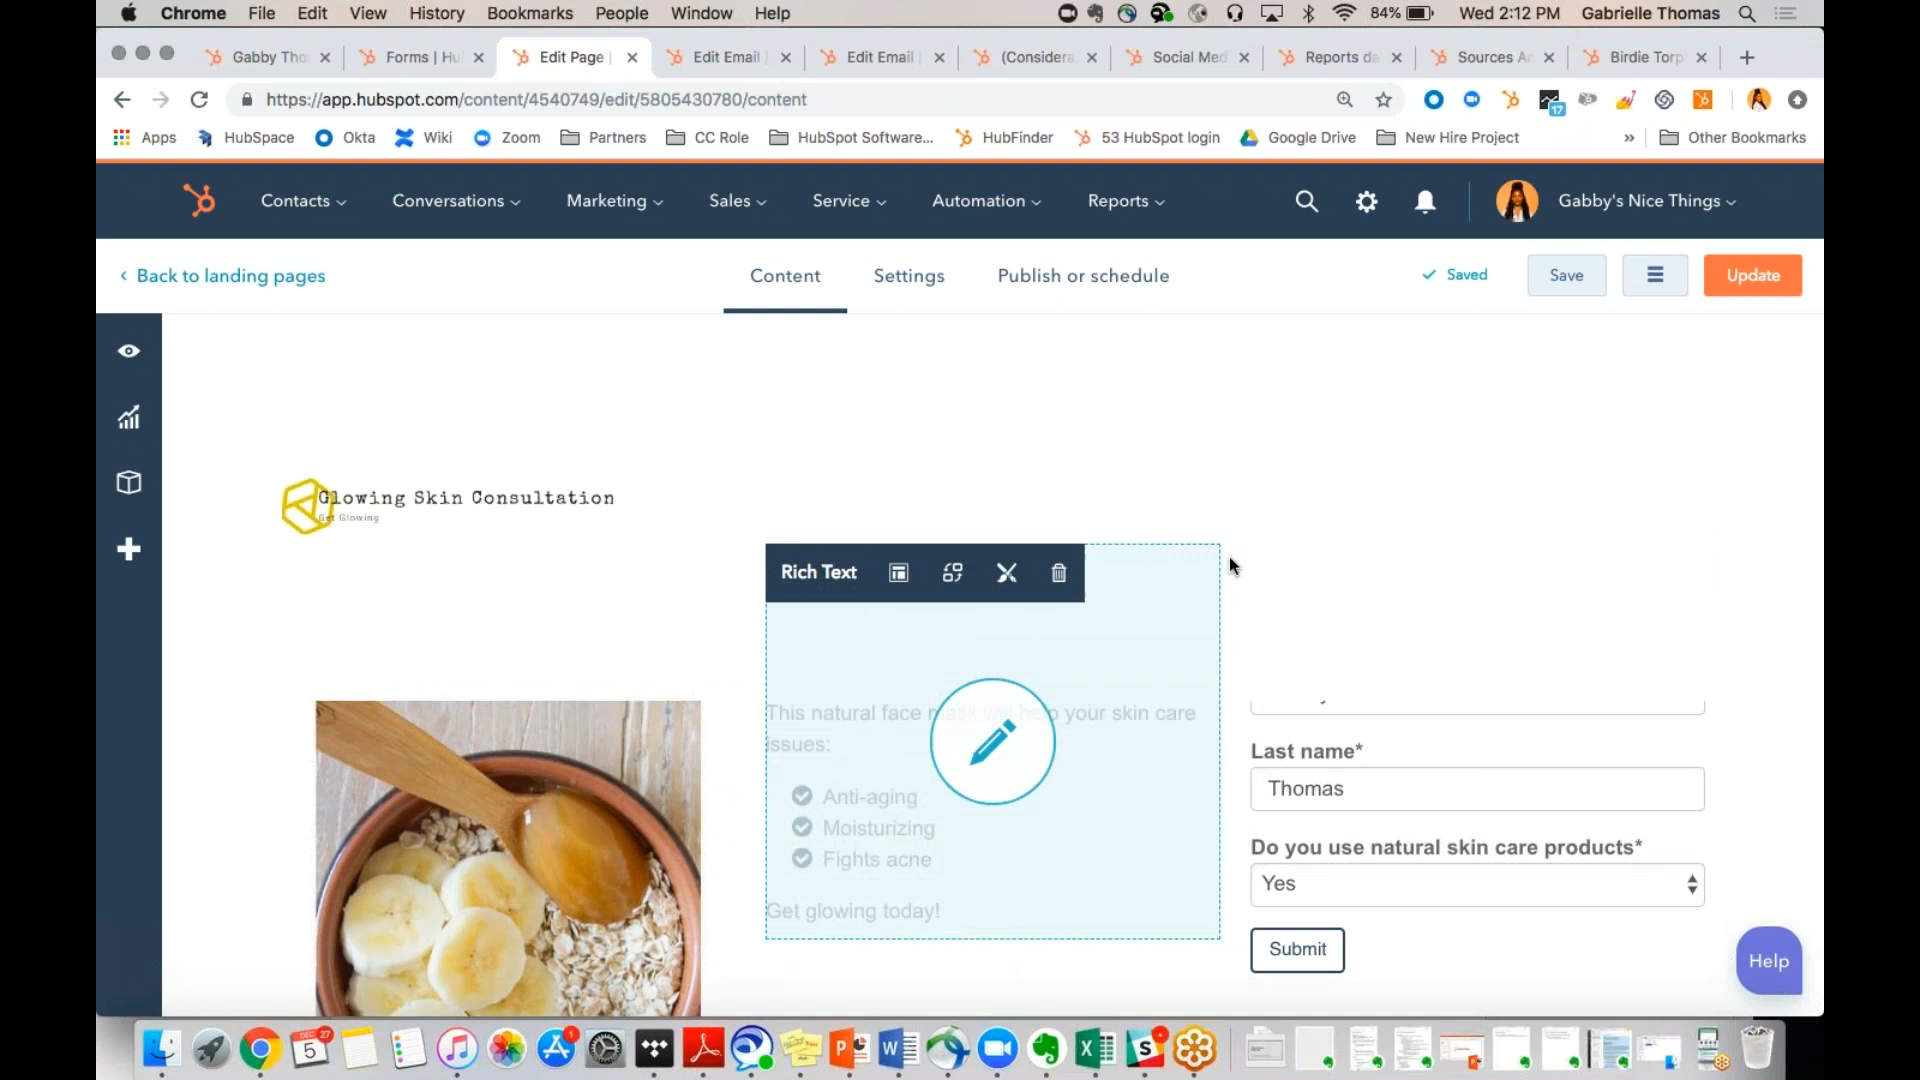 Chrome File Edit View History Bookmarks People Window Help 84% Wed 2:12 PM Gabrielle Thomas
Gabby Tho Forms | Hu Edit Page | Edit Email | Edit Email | (Considera Social Med Reports da Sources An Birdie Torp
https://app.hubspot.com/content/4540749/edit/5805430780/content
17
Apps HubSpace Okta Wiki Zoom Partners CC Role HubSpot Software... HubFinder 53 HubSpot login Google Drive New Hire Project » Other Bookmarks
Contacts Conversations Marketing Sales Service Automation Reports Gabby's Nice Things
Back to landing pages Content Settings Publish or schedule Saved Save Update
Glowing Skin Consultation
Get Glowing
Rich Text
This natural face mask will help your skin care
issues:
Anti-aging
Moisturizing
Fights acne
Get glowing today!
Last name*
Thomas
Do you use natural skin care products*
Yes
Submit
Help
DEC 5 27 1